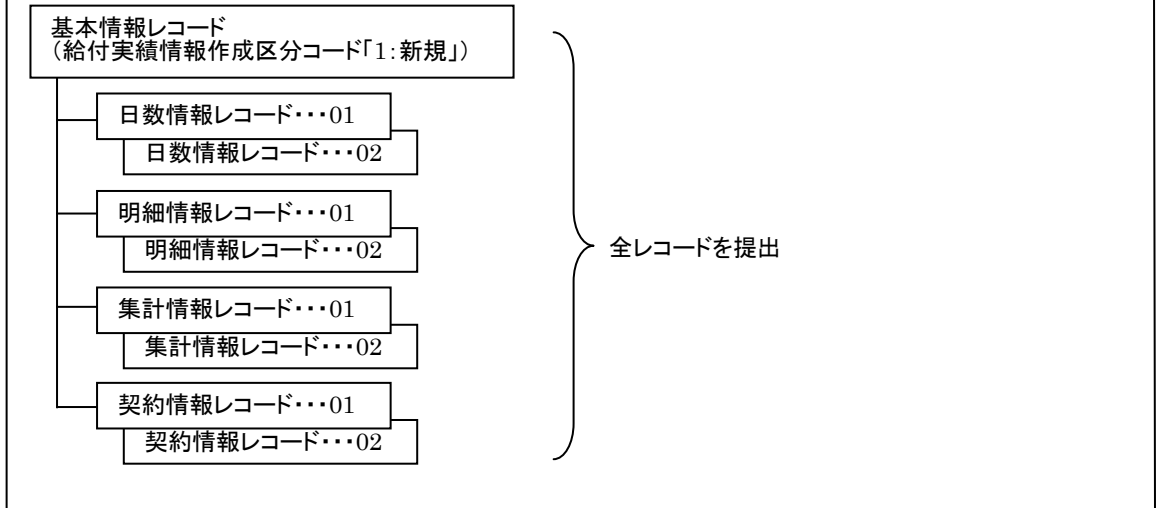 基本情報レコード
（給付実績情報作成区分コード「1：新規」）
日数情報レコード・・・01
日数情報レコード・・・02
明細情報レコード・・・01
明細情報レコード・・・02
全レコードを提出
集計情報レコード・・・01
集計情報レコード・・・02
契約情報レコード・・・01
契約情報レコード・・・02